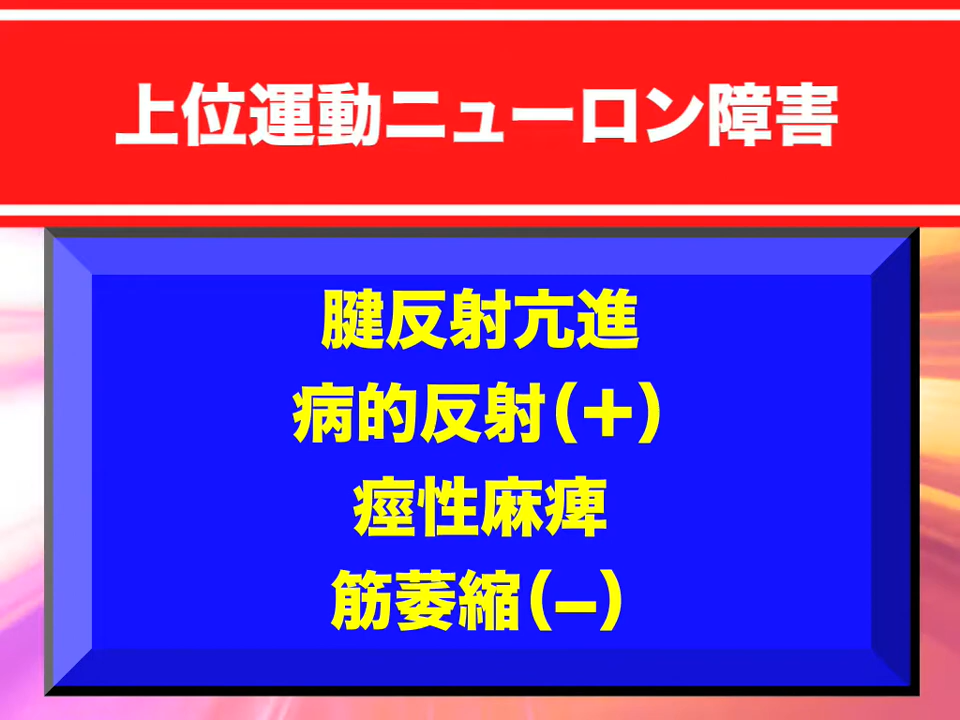 上位運動ニューロン障害
腱反射亢進
病的反射(+)
痙性麻痺
筋萎縮(−)